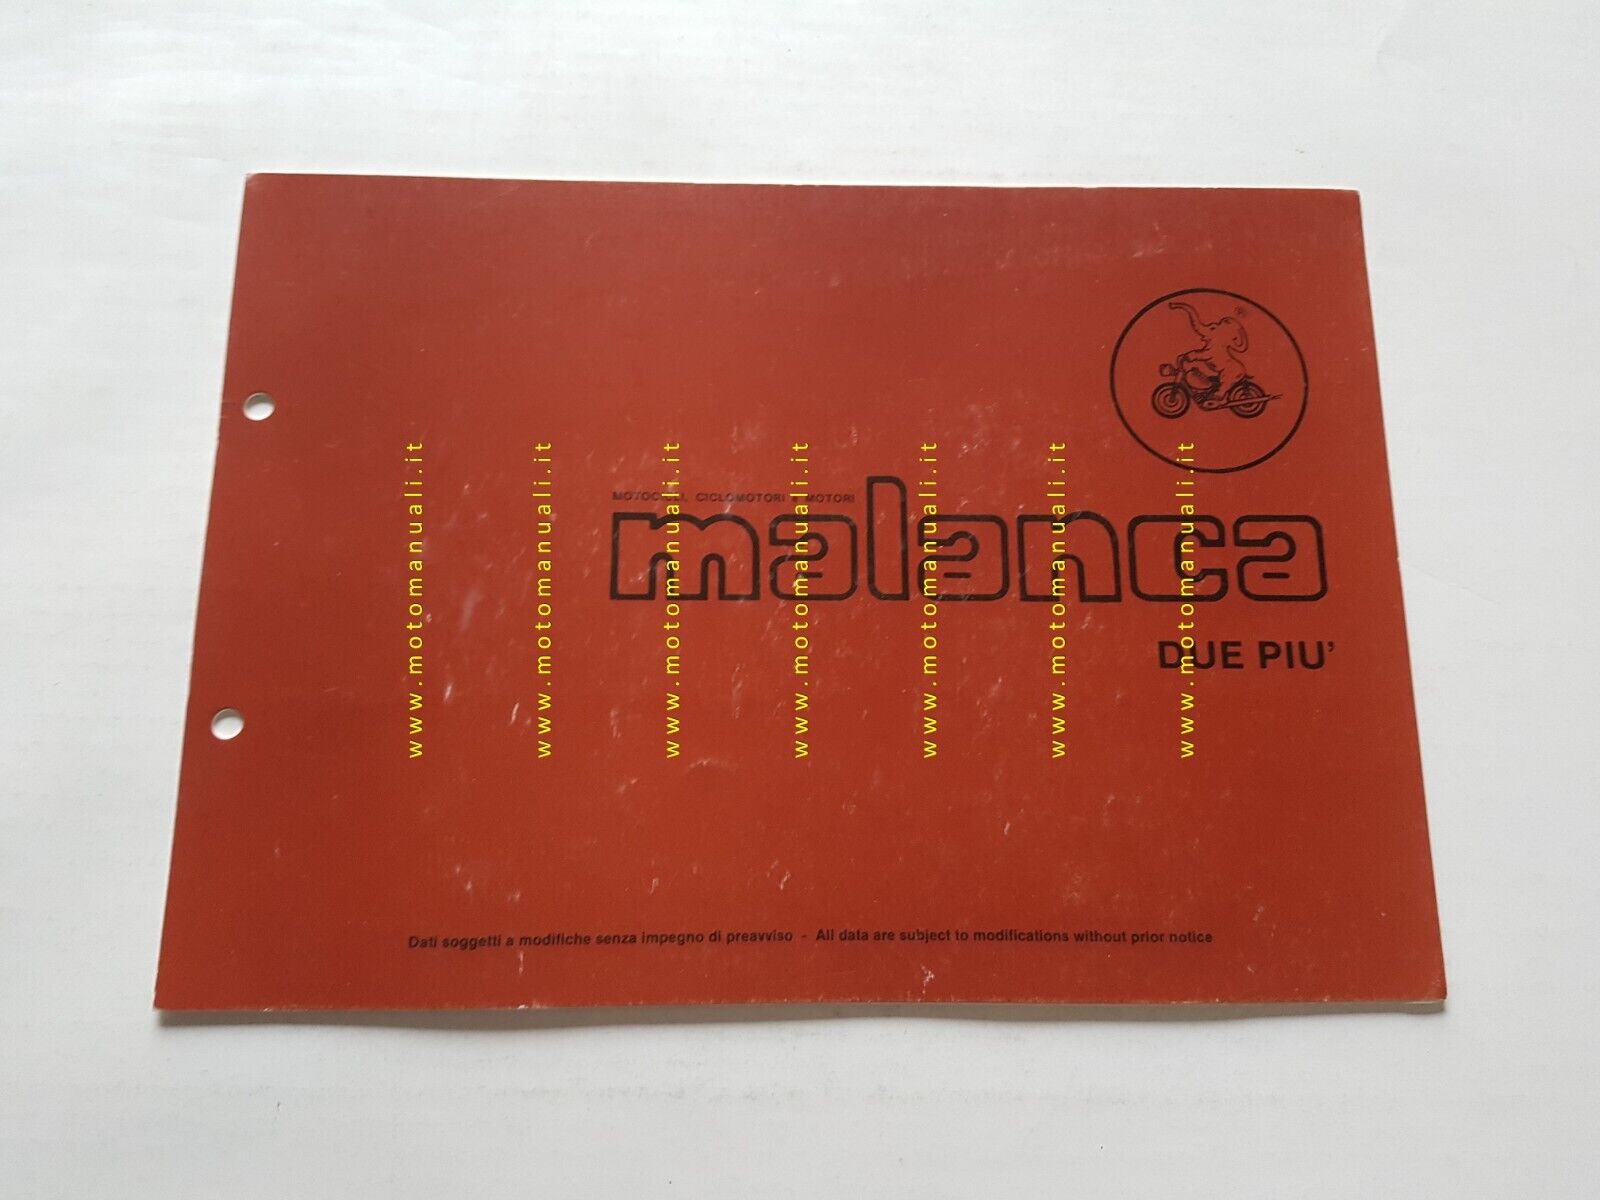 ®
MOTOCICLI, CICLOMOTORI e MOTORI
malanca
DUE PIU'
www.motomanuali.it
www.motomanuali.it
www.motomanuali.it
www.motomanuali.it
www.motomanuali.it
www.motomanuali.it
www.motomanuali.it
Dati soggetti a modifiche senza impegno di preavviso - All data are subject to modifications without prior notice